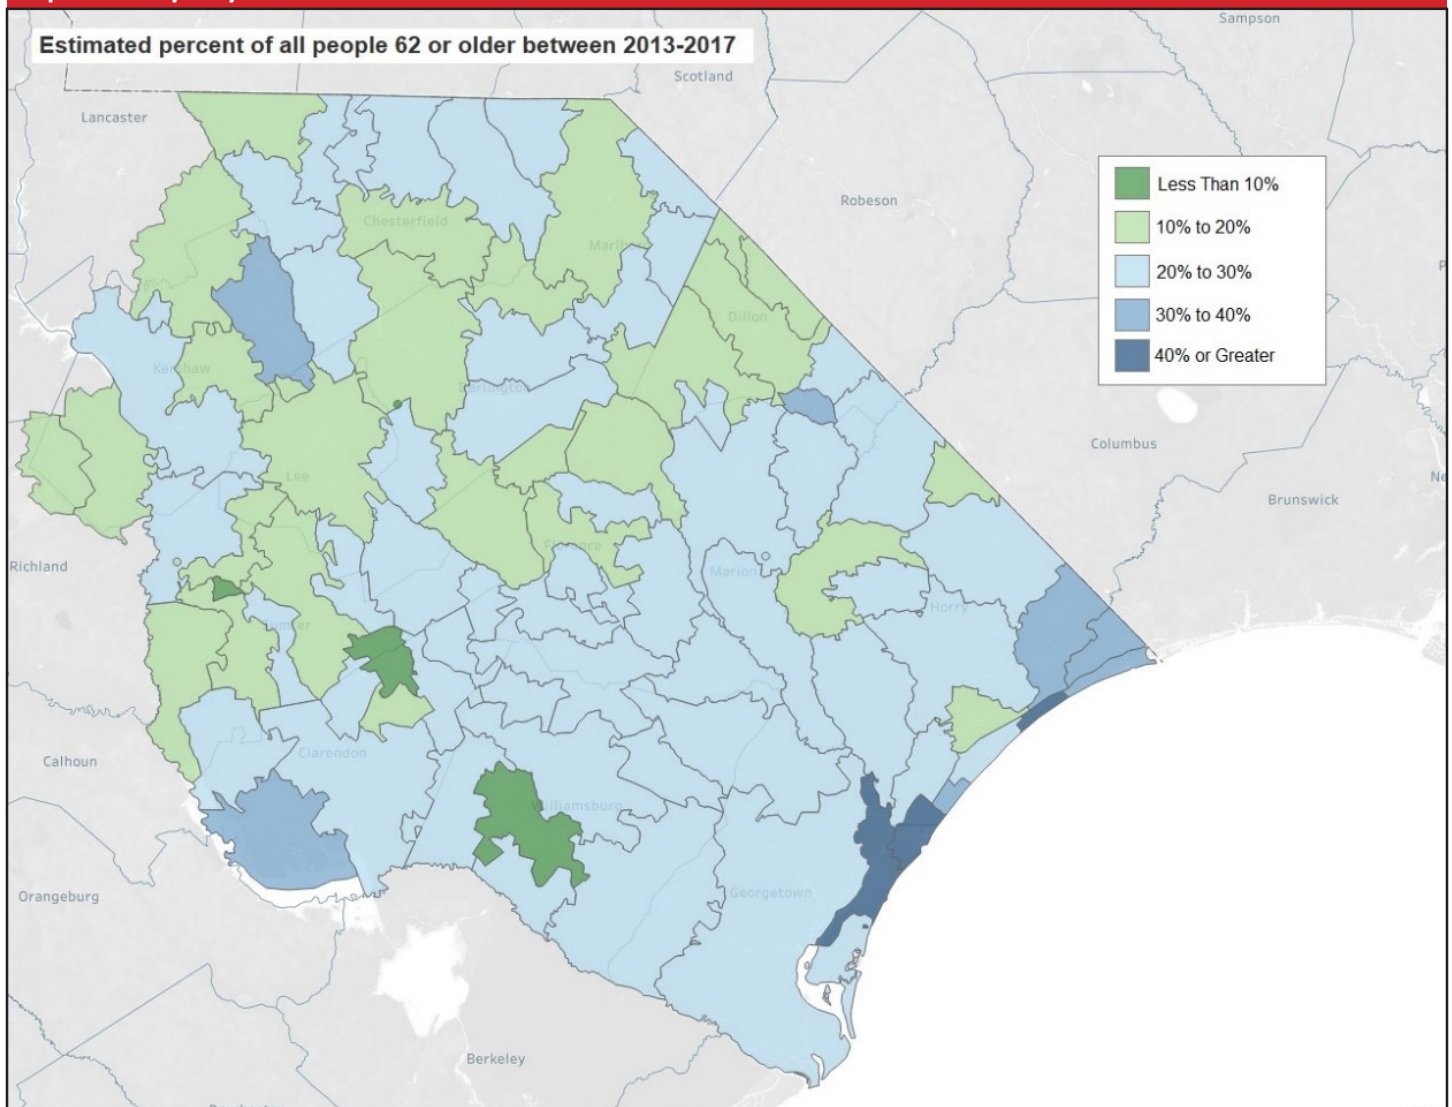 Estimated percent of all people 62 or older between 2013-2017
Sampson
Scotland
Lancaster
Less Than 10%
Robeson
10% to 20%
Chesterfield
20% to 30%
30% to 40%
Dillon
40% or Greater
Kershaw
Darlington
Columbus
Lee
Brunswick
Florence
Richland
Marion
Horry
Sumter
Clarendon
Calhoun
Williamsburg
Georgetown
Orangeburg
Berkeley